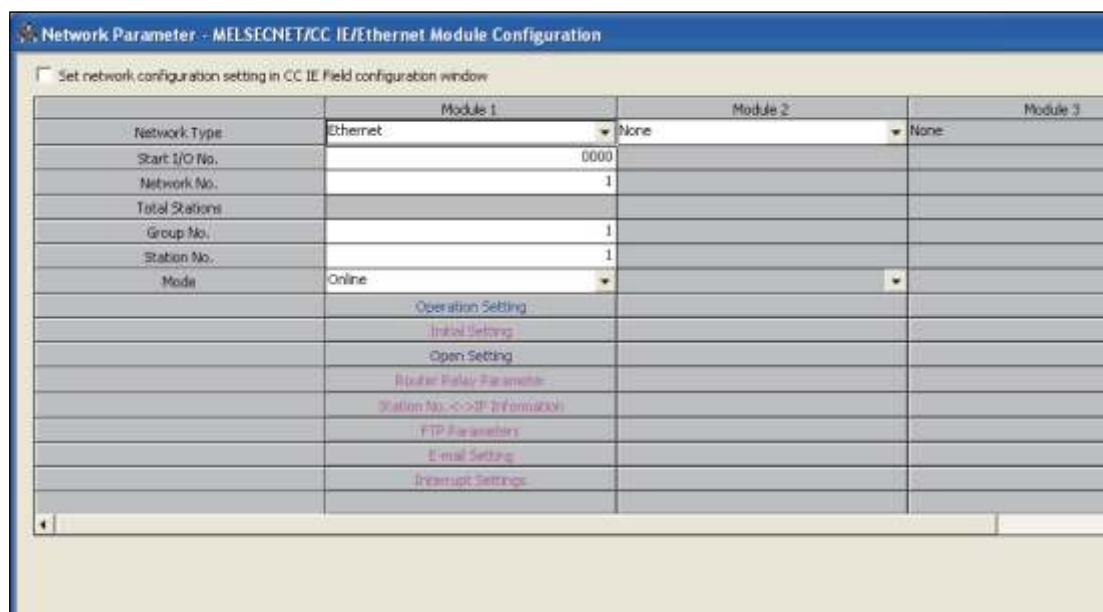 Network Parameter - MELSECNET/CC IE/Ethernet Module Configuration
Set network configuration setting in CC IE Field configuration window
Module 1 Module 2 Module 3
Network Type Ethernet None None
Start I/O No. 0000
Network No. 1
Total Stations
Group No. 1
Station No. 1
Mode Online
Operation Setting
Initial Setting
Open Setting
Router Relay Parameter
Station No.<->IP Information
FTP Parameters
E-mail Setting
Interrupt Settings